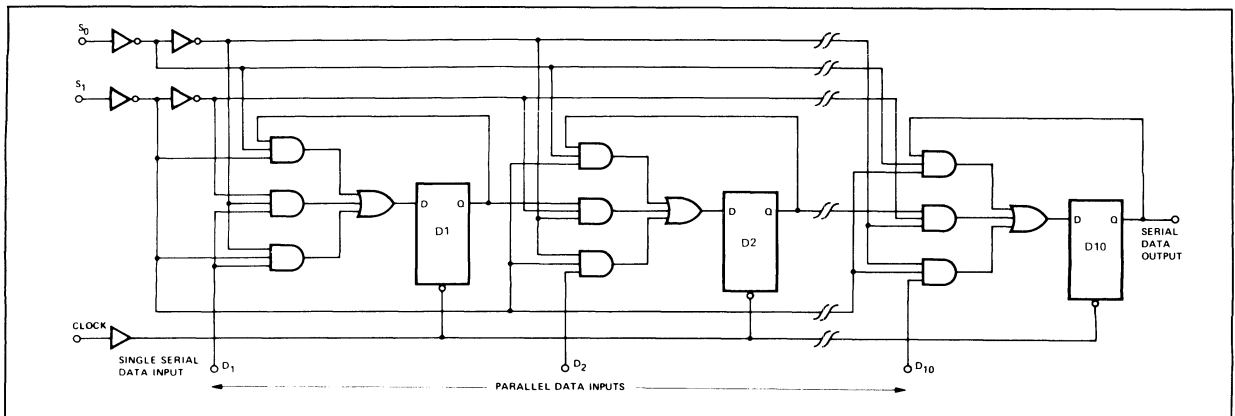 S0
S1
D Q
D1
D Q
D2
D Q
D10
SERIAL
DATA
OUTPUT
CLOCK
SINGLE SERIAL
DATA INPUT
D1
D2
D10
PARALLEL DATA INPUTS